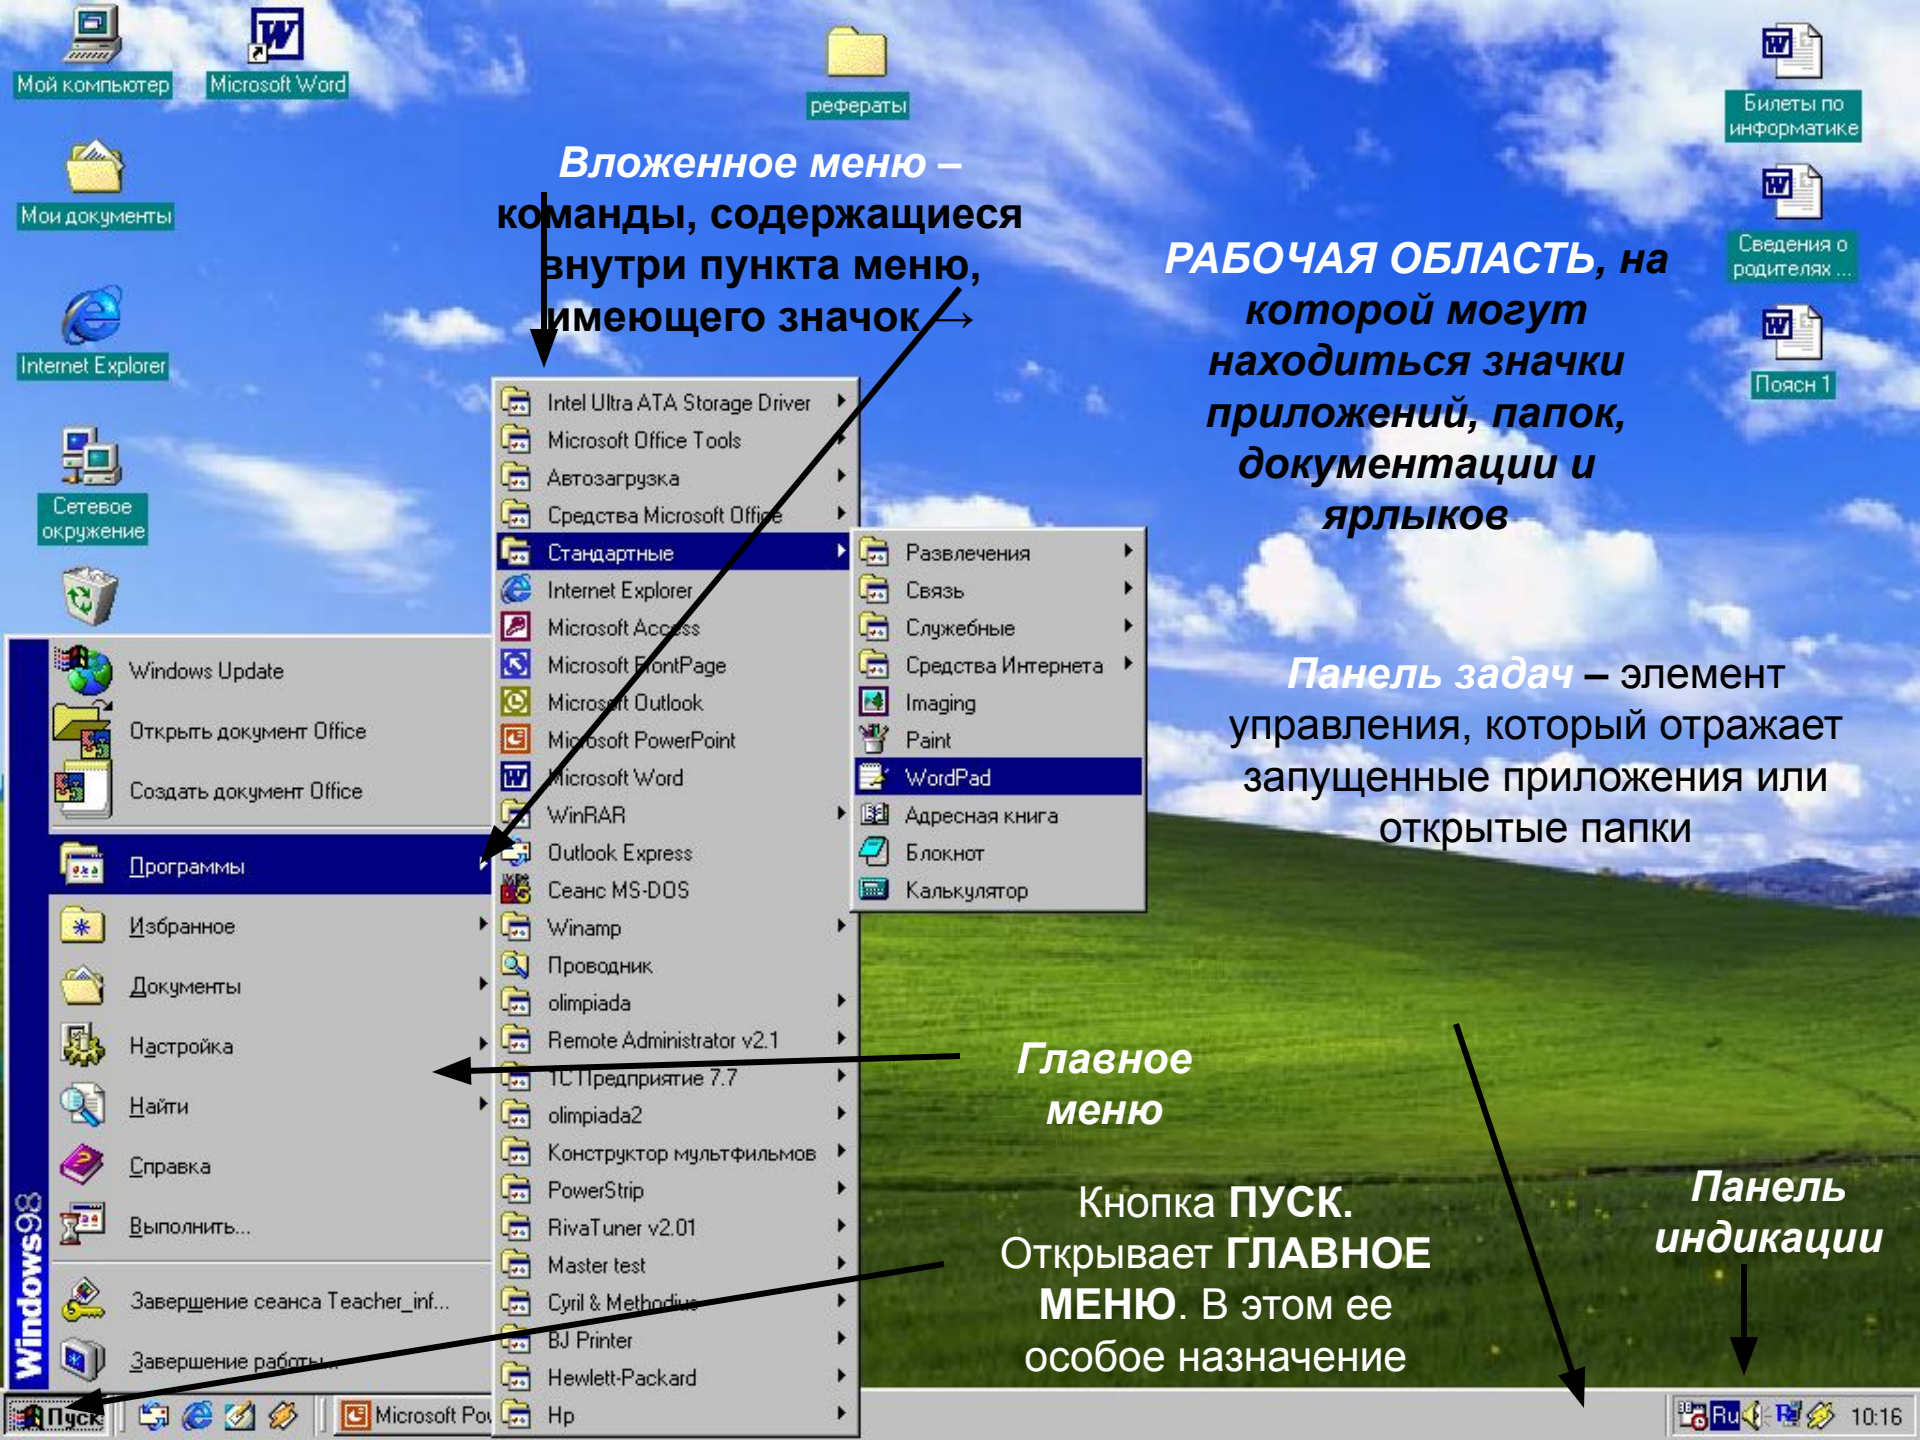 Мой компьютер
Microsoft Word
рефераты
Билеты по
информатике
Мои документы
Сведения о
родителях ...
Internet Explorer
Поясн 1
Сетевое
окружение
Вложенное меню –
команды, содержащиеся
внутри пункта меню,
имеющего значок →
РАБОЧАЯ ОБЛАСТЬ, на
которой могут
находиться значки
приложений, папок,
документации и
ярлыков
Панель задач – элемент
управления, который отражает
запущенные приложения или
открытые папки
Intel Ultra ATA Storage Driver
Microsoft Office Tools
Автозагрузка
Средства Microsoft Office
Стандартные
Internet Explorer
Microsoft Access
Microsoft FrontPage
Microsoft Outlook
Microsoft PowerPoint
Microsoft Word
WinRAR
Outlook Express
Сеанс MS-DOS
Winamp
Проводник
olimpiada
Remote Administrator v2.1
1С Предприятие 7.7
olimpiada2
Конструктор мультфильмов
PowerStrip
RivaTuner v2.01
Master test
Cyril & Methodius
BJ Printer
Hewlett-Packard
Hp
Развлечения
Связь
Служебные
Средства Интернета
Imaging
Paint
WordPad
Адресная книга
Блокнот
Калькулятор
Windows Update
Открыть документ Office
Создать документ Office
Программы
Избранное
Документы
Настройка
Найти
Справка
Выполнить...
Завершение сеанса Teacher_inf...
Завершение работы...
Windows98
Главное
меню
Кнопка ПУСК.
Открывает ГЛАВНОЕ
МЕНЮ. В этом ее
особое назначение
Панель
индикации
Пуск
Microsoft Pow
Ru
10:16